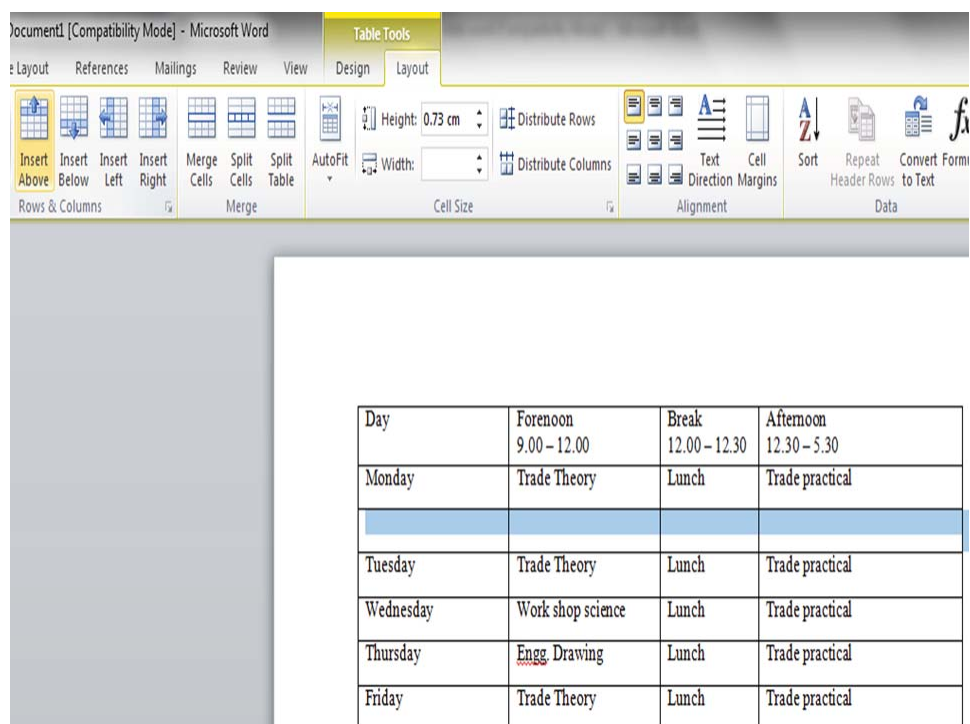 Document1 [Compatibility Mode] - Microsoft Word
Table Tools
Layout References Mailings Review View Design Layout
Insert Above
Insert Below
Insert Left
Insert Right
Merge Cells
Split Cells
Split Table
AutoFit
Height: 0.73 cm
Width:
Distribute Rows
Distribute Columns
Text Direction
Cell Margins
Sort
Repeat Header Rows
Convert to Text
Rows & Columns Merge Cell Size Alignment Data
Day Forenoon Break Afternoon
9.00 – 12.00 12.00 – 12.30 12.30 – 5.30
Monday Trade Theory Lunch Trade practical
Tuesday Trade Theory Lunch Trade practical
Wednesday Work shop science Lunch Trade practical
Thursday Engg. Drawing Lunch Trade practical
Friday Trade Theory Lunch Trade practical